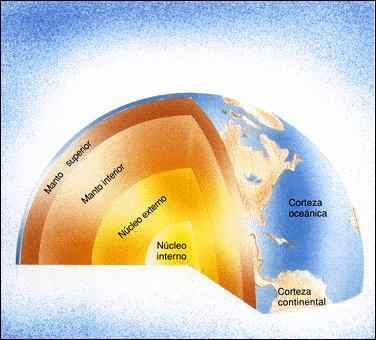 Manto superior
Manto inferior
Núcleo externo
Núcleo
interno
Corteza
oceánica
Corteza
continental